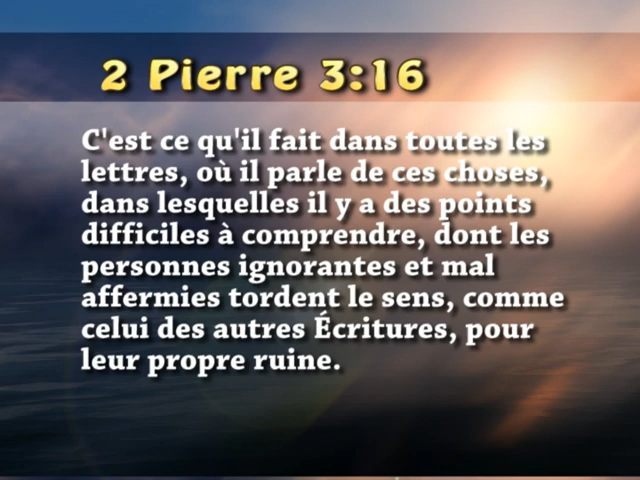 2 Pierre 3:16
C'est ce qu'il fait dans toutes les
lettres, où il parle de ces choses,
dans lesquelles il y a des points
difficiles à comprendre, dont les
personnes ignorantes et mal
affermies tordent le sens, comme
celui des autres Écritures, pour
leur propre ruine.